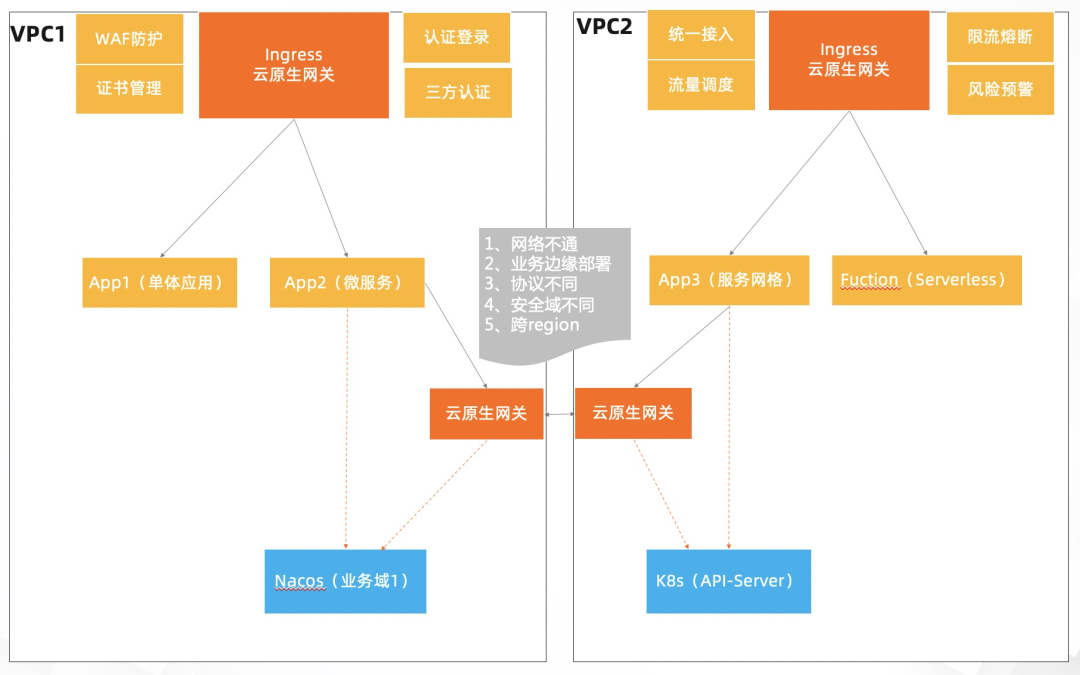 VPC1
WAF防护
证书管理
Ingress
云原生网关
认证登录
三方认证
VPC2
统一接入
流量调度
Ingress
云原生网关
限流熔断
风险预警
1、网络不通
2、业务边缘部署
3、协议不同
4、安全域不同
5、跨region
App1（单体应用）
App2（微服务）
App3（服务网格）
Fuction（Serverless）
云原生网关
云原生网关
Nacos（业务域1）
K8s（API-Server）